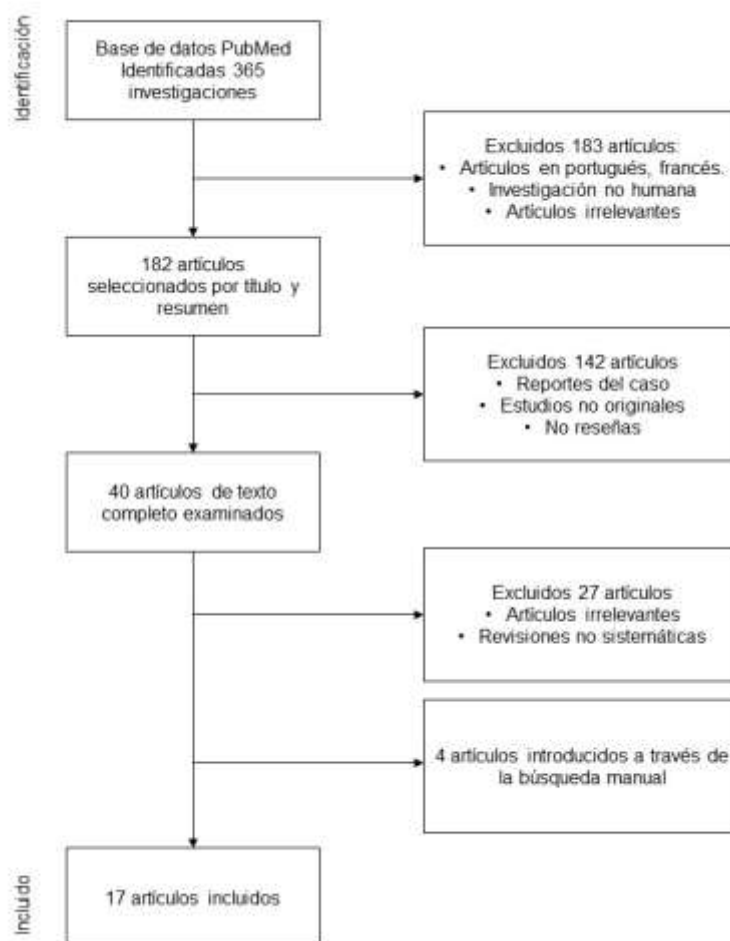 Identificación
Base de datos PubMed
Identificadas 365
investigaciones
Excluidos 183 artículos:
• Artículos en portugués, francés.
• Investigación no humana
• Artículos irrelevantes
182 artículos
seleccionados por título y
resumen
Excluidos 142 artículos
• Reportes del caso
• Estudios no originales
• No reseñas
40 artículos de texto
completo examinados
Excluidos 27 artículos
• Artículos irrelevantes
• Revisiones no sistemáticas
4 artículos introducidos a través de
la búsqueda manual
Incluido
17 artículos incluidos